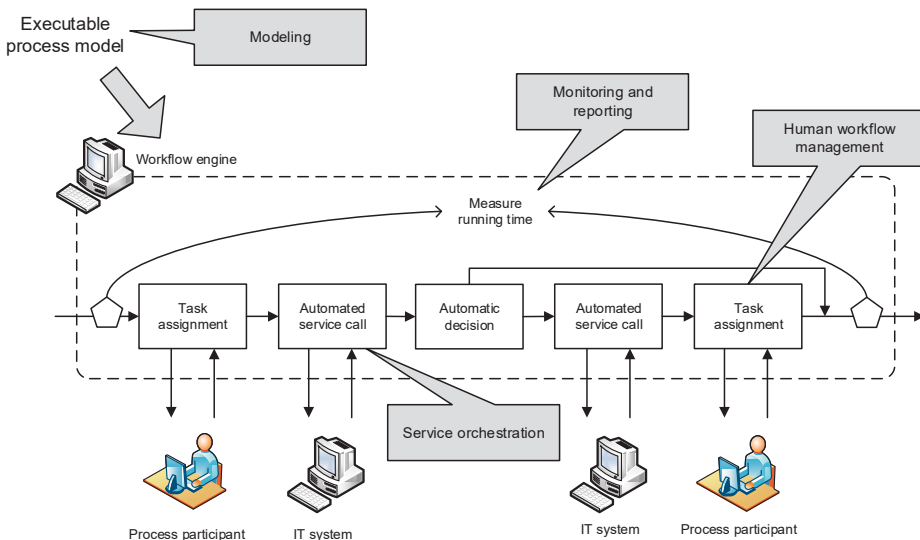 Executable
process model
Modeling
Monitoring and
reporting
Human workflow
management
Workflow engine
Measure
running time
Task
assignment
Automated
service call
Automatic
decision
Automated
service call
Task
assignment
Service orchestration
Process participant
IT system
IT system
Process participant